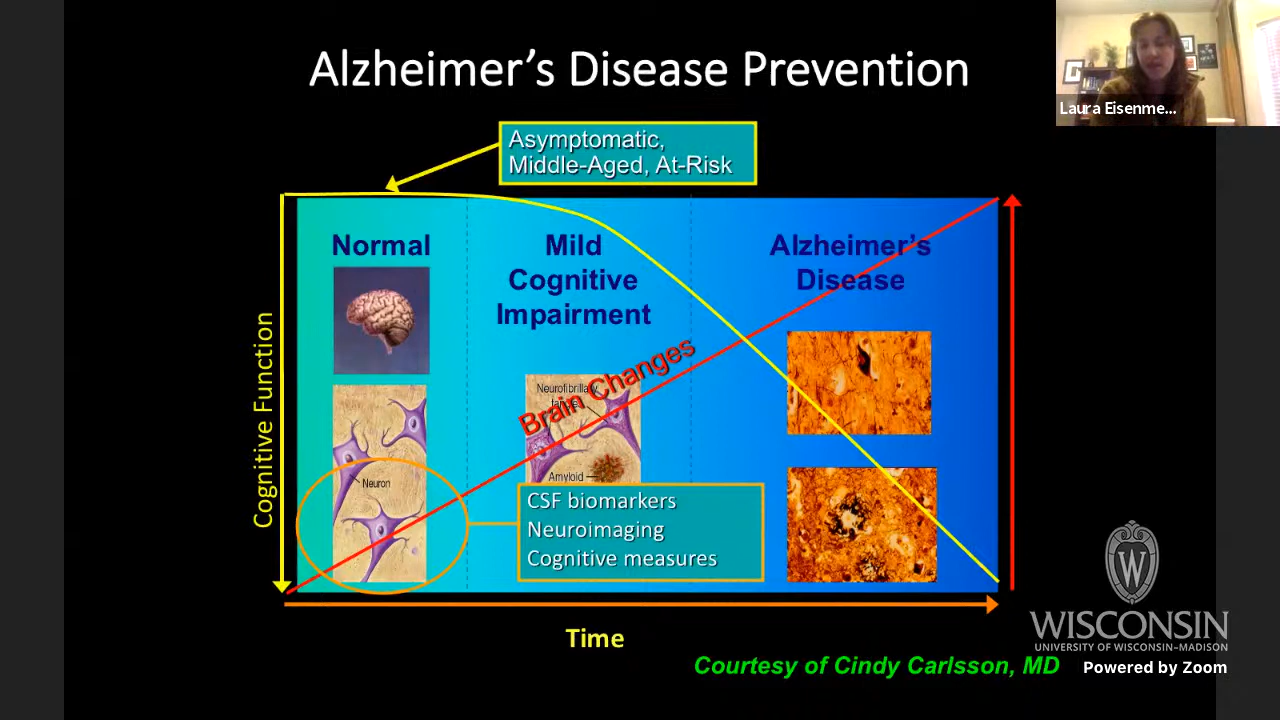 Alzheimer's Disease Prevention
Laura Eisenme...
Asymptomatic,
Middle-Aged, At-Risk
Normal
Mild
Cognitive
Impairment
Alzheimer's
Disease
Cognitive Function
Brain Changes
Neurofibrillary
Neuron
Amyloid
CSF biomarkers
Neuroimaging
Cognitive measures
Time
W
WISCONSIN
UNIVERSITY OF WISCONSIN–MADISON
Courtesy of Cindy Carlsson, MD
Powered by Zoom